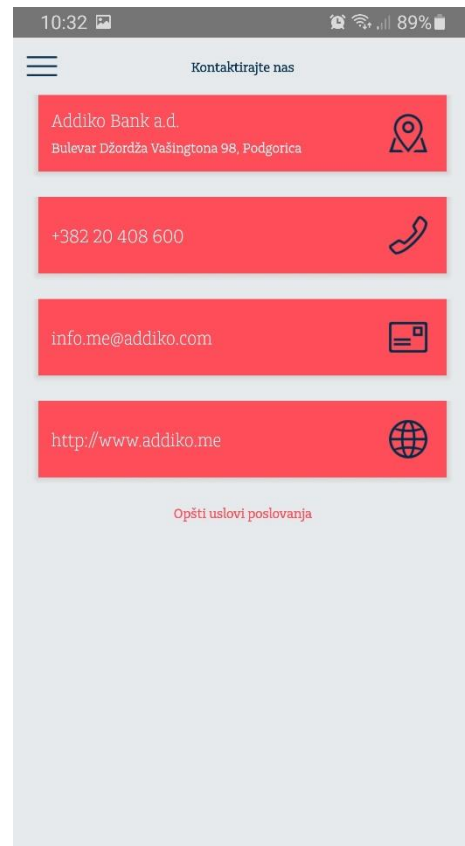 10:32
89%
Kontaktirajte nas
Addiko Bank a.d.
Bulevar Džordža Vašingtona 98, Podgorica
+382 20 408 600
info.me@addiko.com
http://www.addiko.me
Opšti uslovi poslovanja